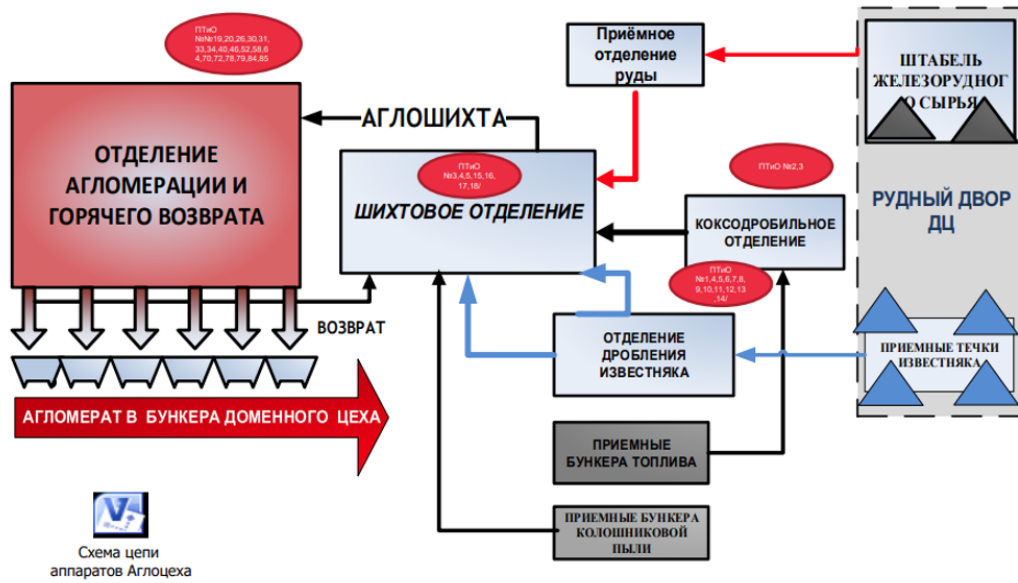 ПТиО
№№19,20,26,30,31,
33,34,40,46,52,58,6
4,70,72,78,79,84,85
Приёмное
отделение
руды
ШТАБЕЛЬ
ЖЕЛЕЗОРУДНОГ
О СЫРЬЯ
АГЛОШИХТА
ОТДЕЛЕНИЕ
АГЛОМЕРАЦИИ И
ГОРЯЧЕГО ВОЗВРАТА
ПТиО
№3,4,5,15,16,
17,18/
ШИХТОВОЕ ОТДЕЛЕНИЕ
ПТиО №2,3
КОКСОДРОБИЛЬНОЕ
ОТДЕЛЕНИЕ
РУДНЫЙ ДВОР
ДЦ
ПТиО
№1,4,5,6,7,8,
9,10,11,12,13
,14/
ВОЗВРАТ
ОТДЕЛЕНИЕ
ДРОБЛЕНИЯ
ИЗВЕСТНЯКА
ПРИЕМНЫЕ ТЕЧКИ
ИЗВЕСТНЯКА
АГЛОМЕРАТ В БУНКЕРА ДОМЕННОГО ЦЕХА
ПРИЕМНЫЕ
БУНКЕРА ТОПЛИВА
ПРИЕМНЫЕ БУНКЕРА
КОЛОШНИКОВОЙ
ПЫЛИ
V
Схема цепи
аппаратов Аглоцеха